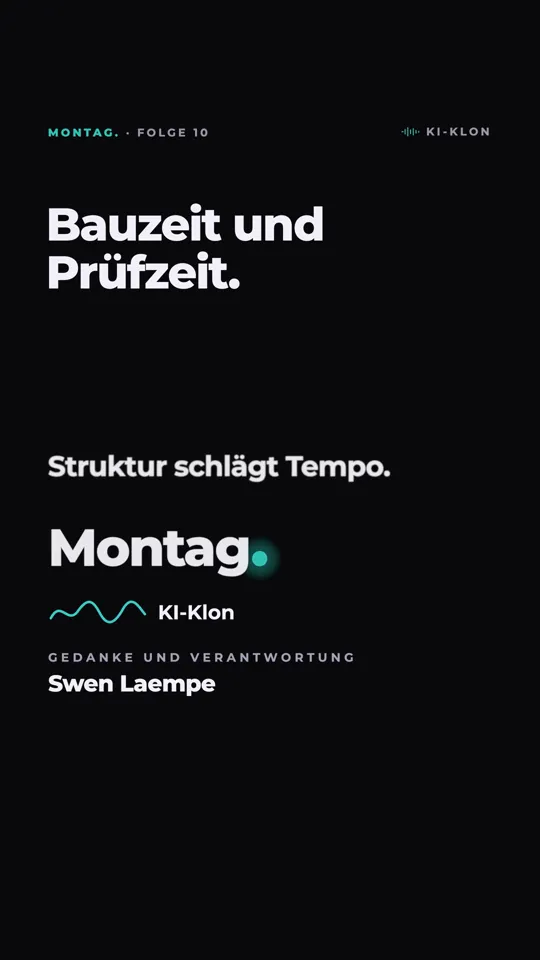 MONTAG. · FOLGE 10
KI-KLON
Bauzeit und
Prüfzeit.
Struktur schlägt Tempo.
Montag.
KI-Klon
GEDANKE UND VERANTWORTUNG
Swen Laempe